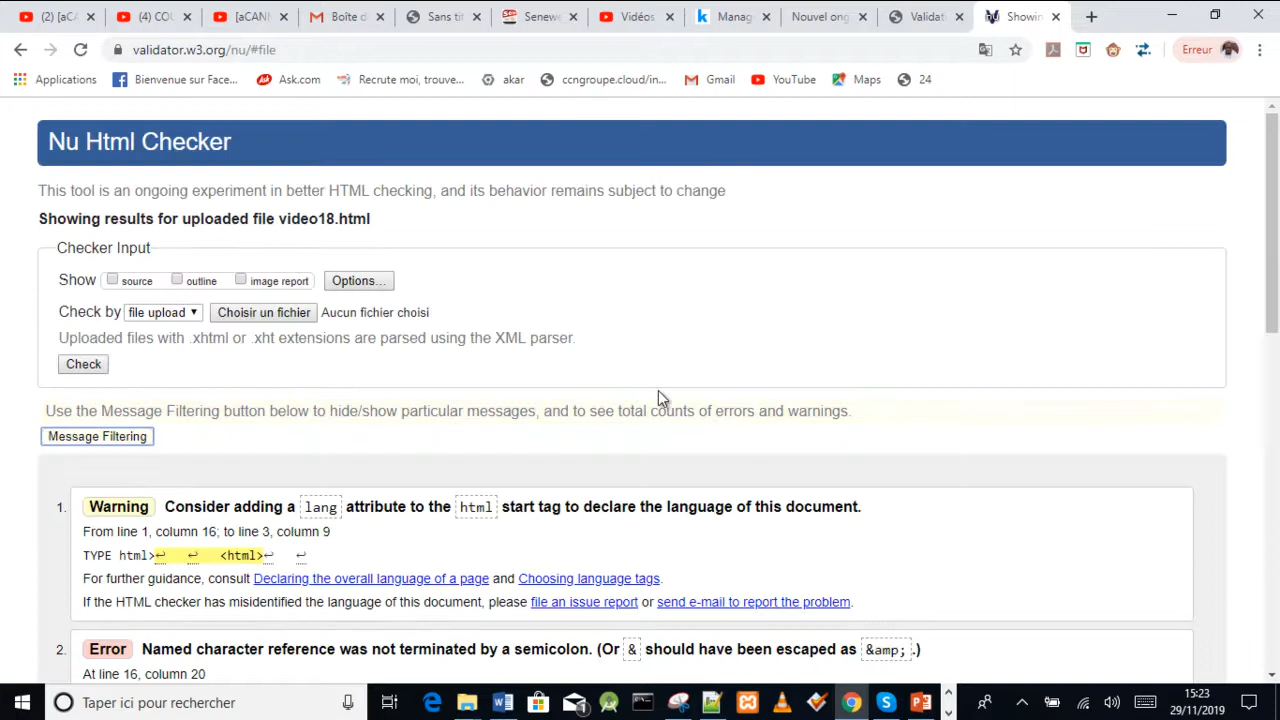 (2) [aCA
(4) COU
[aCANN
Boîte d
Sans tit
Senewe
Vidéos
Manag
Nouvel ong
Validat
Showin
validator.w3.org/nu/#file
Erreur
Applications
Bienvenue sur Face...
Ask.com
Recrute moi, trouve...
akar
ccngroupe.cloud/in...
Gmail
YouTube
Maps
24
Nu Html Checker
This tool is an ongoing experiment in better HTML checking, and its behavior remains subject to change
Showing results for uploaded file video18.html
Checker Input
Show source outline image report Options...
Check by file upload Choisir un fichier Aucun fichier choisi
Uploaded files with .xhtml or .xht extensions are parsed using the XML parser.
Check
Use the Message Filtering button below to hide/show particular messages, and to see total counts of errors and warnings.
Message Filtering
1. Warning Consider adding a lang attribute to the html start tag to declare the language of this document.
From line 1, column 16; to line 3, column 9
TYPE html>↩ ↩ <html>↩ ↩
For further guidance, consult Declaring the overall language of a page and Choosing language tags.
If the HTML checker has misidentified the language of this document, please file an issue report or send e-mail to report the problem.
2. Error Named character reference was not terminated by a semicolon. (Or & should have been escaped as &amp;.)
At line 16, column 20
Taper ici pour rechercher
15:23
29/11/2019